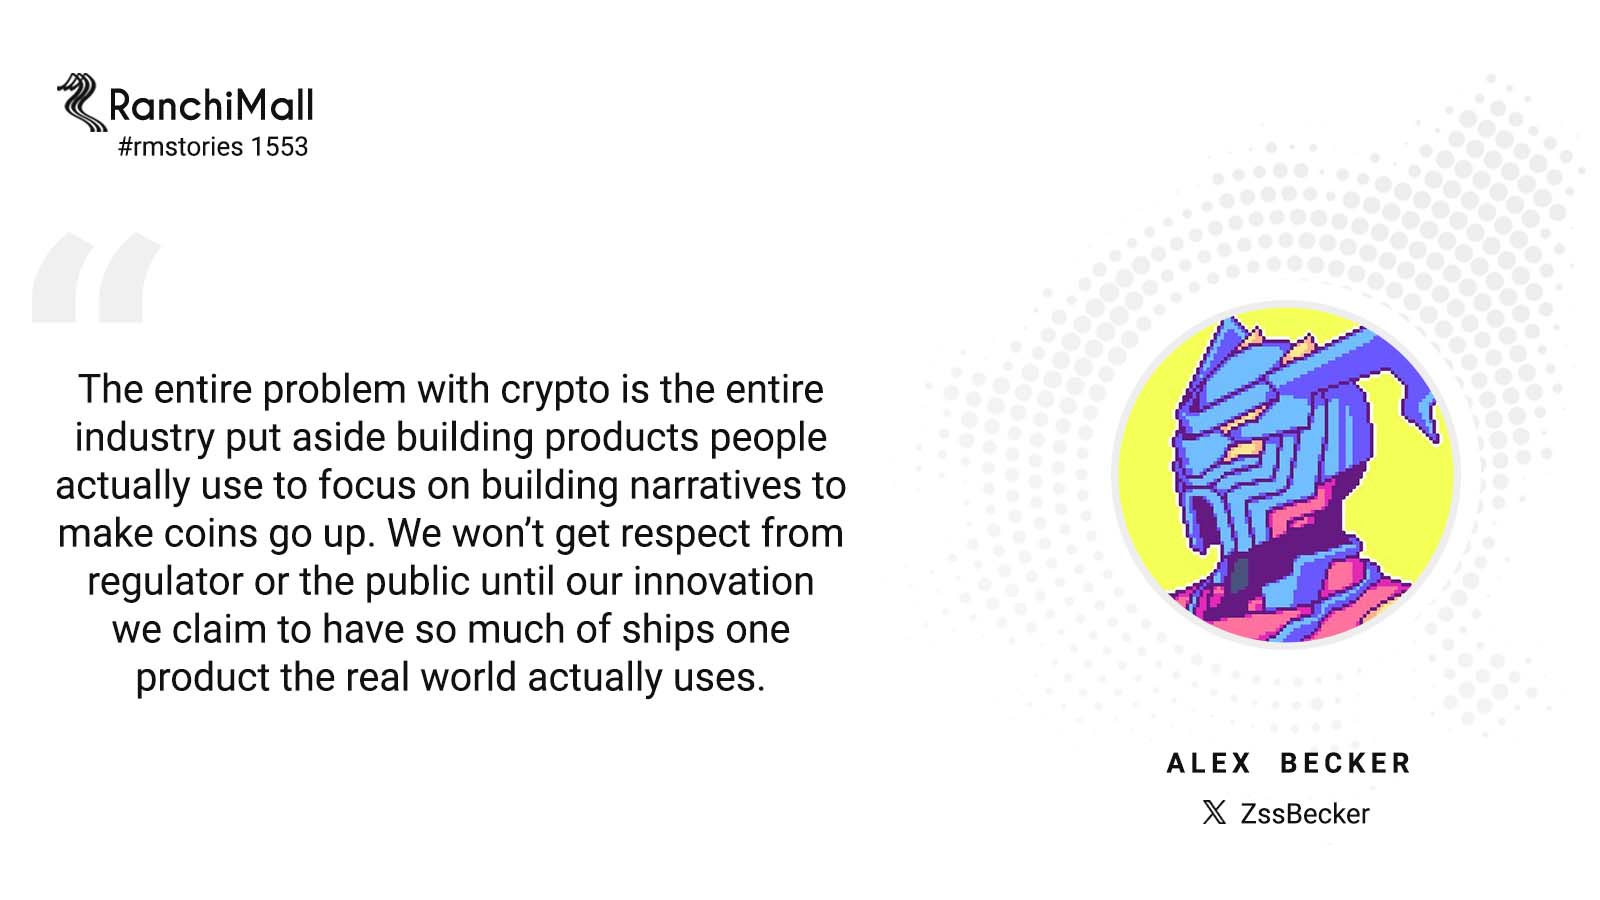 RanchiMall
#rmstories 1553
“
The entire problem with crypto is the entire
industry put aside building products people
actually use to focus on building narratives to
make coins go up. We won’t get respect from
regulator or the public until our innovation
we claim to have so much of ships one
product the real world actually uses.
ALEX BECKER
𝕏 ZssBecker